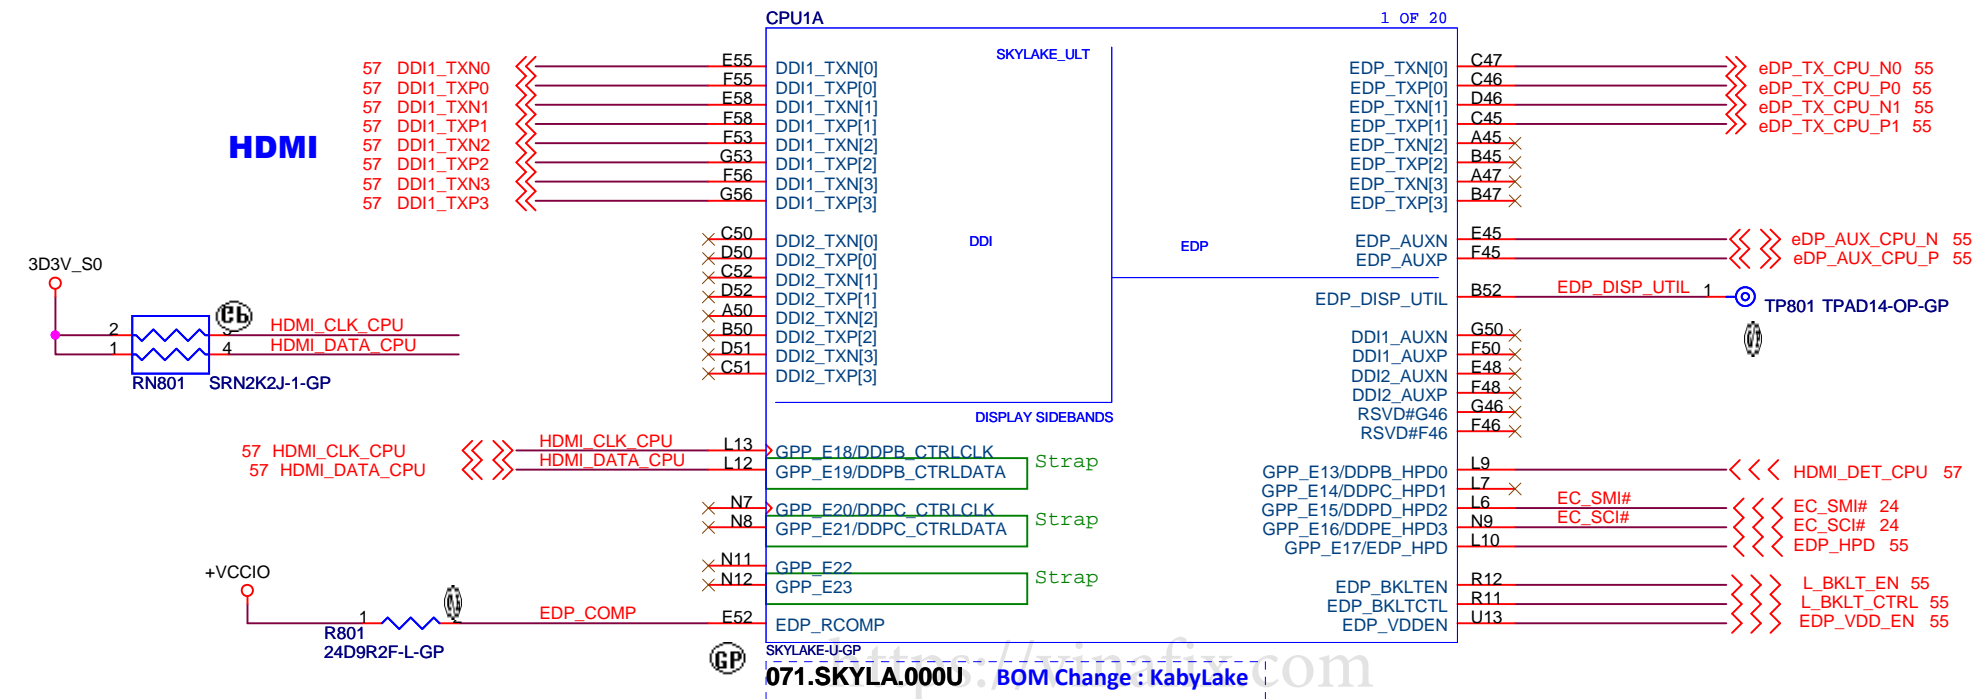 CPU1A
1 OF 20
SKYLAKE_ULT
HDMI
57 DDI1_TXN0
57 DDI1_TXP0
57 DDI1_TXN1
57 DDI1_TXP1
57 DDI1_TXN2
57 DDI1_TXP2
57 DDI1_TXN3
57 DDI1_TXP3
E55 DDI1_TXN[0]
F55 DDI1_TXP[0]
E58 DDI1_TXN[1]
F58 DDI1_TXP[1]
F53 DDI1_TXN[2]
G53 DDI1_TXP[2]
F56 DDI1_TXN[3]
G56 DDI1_TXP[3]
C50 DDI2_TXN[0]
D50 DDI2_TXP[0]
C52 DDI2_TXN[1]
D52 DDI2_TXP[1]
A50 DDI2_TXN[2]
B50 DDI2_TXP[2]
D51 DDI2_TXN[3]
C51 DDI2_TXP[3]
DDI
EDP
EDP_TXN[0] C47 eDP_TX_CPU_N0 55
EDP_TXP[0] C46 eDP_TX_CPU_P0 55
EDP_TXN[1] D46 eDP_TX_CPU_N1 55
EDP_TXP[1] C45 eDP_TX_CPU_P1 55
EDP_TXN[2] A45
EDP_TXP[2] B45
EDP_TXN[3] A47
EDP_TXP[3] B47
EDP_AUXN E45 eDP_AUX_CPU_N 55
EDP_AUXP F45 eDP_AUX_CPU_P 55
EDP_DISP_UTIL B52 EDP_DISP_UTIL 1
TP801 TPAD14-OP-GP
DDI1_AUXN G50
DDI1_AUXP F50
DDI2_AUXN E48
DDI2_AUXP F48
RSVD#G46 G46
RSVD#F46 F46
3D3V_S0
2 3 HDMI_CLK_CPU
1 4 HDMI_DATA_CPU
RN801 SRN2K2J-1-GP
DISPLAY SIDEBANDS
57 HDMI_CLK_CPU HDMI_CLK_CPU L13 GPP_E18/DDPB_CTRLCLK
57 HDMI_DATA_CPU HDMI_DATA_CPU L12 GPP_E19/DDPB_CTRLDATA
Strap
N7 GPP_E20/DDPC_CTRLCLK
N8 GPP_E21/DDPC_CTRLDATA
Strap
N11 GPP_E22
N12 GPP_E23
Strap
GPP_E13/DDPB_HPD0 L9 HDMI_DET_CPU 57
GPP_E14/DDPC_HPD1 L7
GPP_E15/DDPD_HPD2 L6 EC_SMI# EC_SMI# 24
GPP_E16/DDPE_HPD3 N9 EC_SCI# EC_SCI# 24
GPP_E17/EDP_HPD L10 EDP_HPD 55
EDP_BKLTEN R12 L_BKLT_EN 55
EDP_BKLTCTL R11 L_BKLT_CTRL 55
EDP_VDDEN U13 EDP_VDD_EN 55
+VCCIO
1 2 EDP_COMP E52 EDP_RCOMP
R801
24D9R2F-L-GP
GP
SKYLAKE-U-GP
https://vinafix.com
071.SKYLA.000U BOM Change : KabyLake